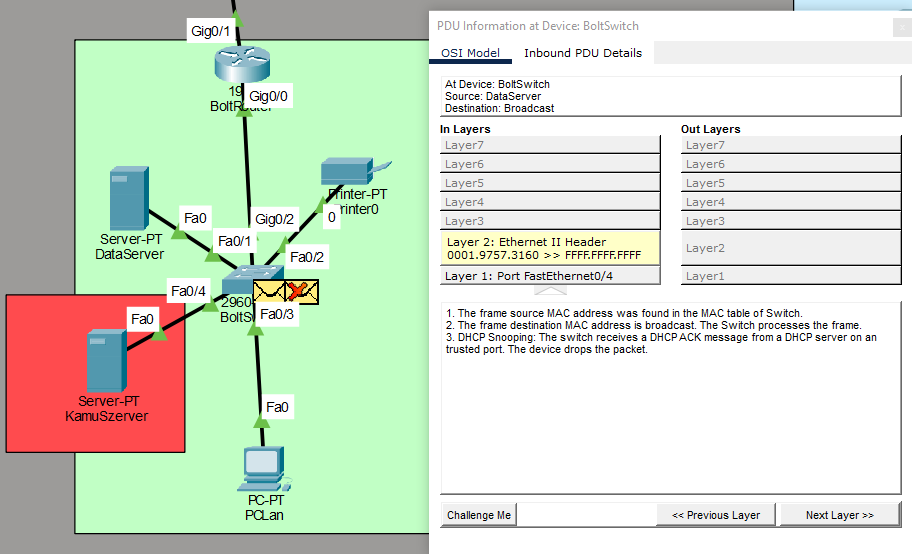 PDU Information at Device: BoltSwitch
x
OSI Model
Inbound PDU Details
At Device: BoltSwitch
Source: DataServer
Destination: Broadcast
In Layers
Out Layers
Layer7
Layer7
Layer6
Layer6
Layer5
Layer5
Layer4
Layer4
Layer3
Layer3
Layer 2: Ethernet II Header
0001.9757.3160 >> FFFF.FFFF.FFFF
Layer2
Layer 1: Port FastEthernet0/4
Layer1
1. The frame source MAC address was found in the MAC table of Switch.
2. The frame destination MAC address is broadcast. The Switch processes the frame.
3. DHCP Snooping: The switch receives a DHCP ACK message from a DHCP server on an
trusted port. The device drops the packet.
Challenge Me
<< Previous Layer
Next Layer >>
Gig0/1
19
Gig0/0
Printer-PT
Printer0
0
Fa0
Gig0/2
Server-PT
DataServer
Fa0/1
Fa0/2
Fa0/4
2960
BoltS
Fa0/3
Fa0
Server-PT
KamuSzerver
Fa0
PC-PT
PCLan